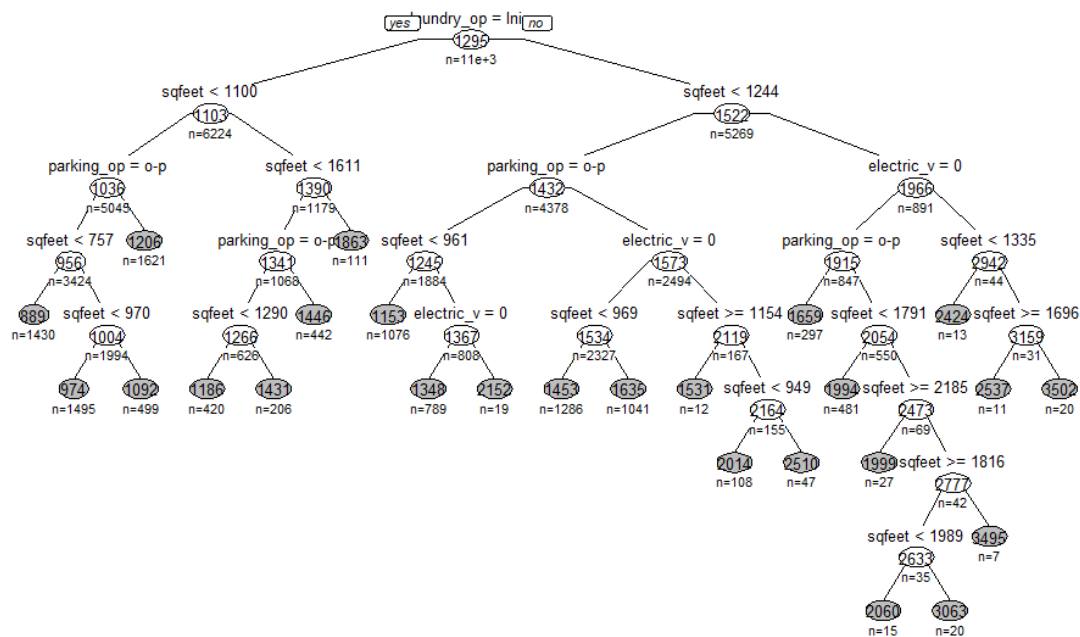 yes laundry_op = lni no
1295
n=11e+3
sqfeet < 1100 sqfeet < 1244
1103 1522
n=6224 n=5269
parking_op = o-p sqfeet < 1611 parking_op = o-p electric_v = 0
1036 1390 1432 1966
n=5045 n=1179 n=4378 n=891
sqfeet < 757 1206 parking_op = o-p 1863 sqfeet < 961 electric_v = 0 parking_op = o-p sqfeet < 1335
n=1621 n=111
956 1341 1245 1573 1915 2942
n=3424 n=1068 n=1884 n=2494 n=847 n=44
889 sqfeet < 970 sqfeet < 1290 1446 1153 electric_v = 0 sqfeet < 969 sqfeet >= 1154 1659 sqfeet < 1791 2424 sqfeet >= 1696
n=1430 n=442 n=1076 n=297 n=13
1004 1266 1367 1534 2119 2054 3159
n=1994 n=626 n=808 n=2327 n=167 n=550 n=31
974 1092 1186 1431 1348 2152 1453 1635 1531 sqfeet < 949 1994 sqfeet >= 2185 2537 3502
n=1495 n=499 n=420 n=206 n=789 n=19 n=1286 n=1041 n=12 n=481 n=11 n=20
2164 2473
n=155 n=69
2014 2510 1999 sqfeet >= 1816
n=108 n=47 n=27
2777
n=42
sqfeet < 1989 3495
n=7
2633
n=35
2060 3063
n=15 n=20